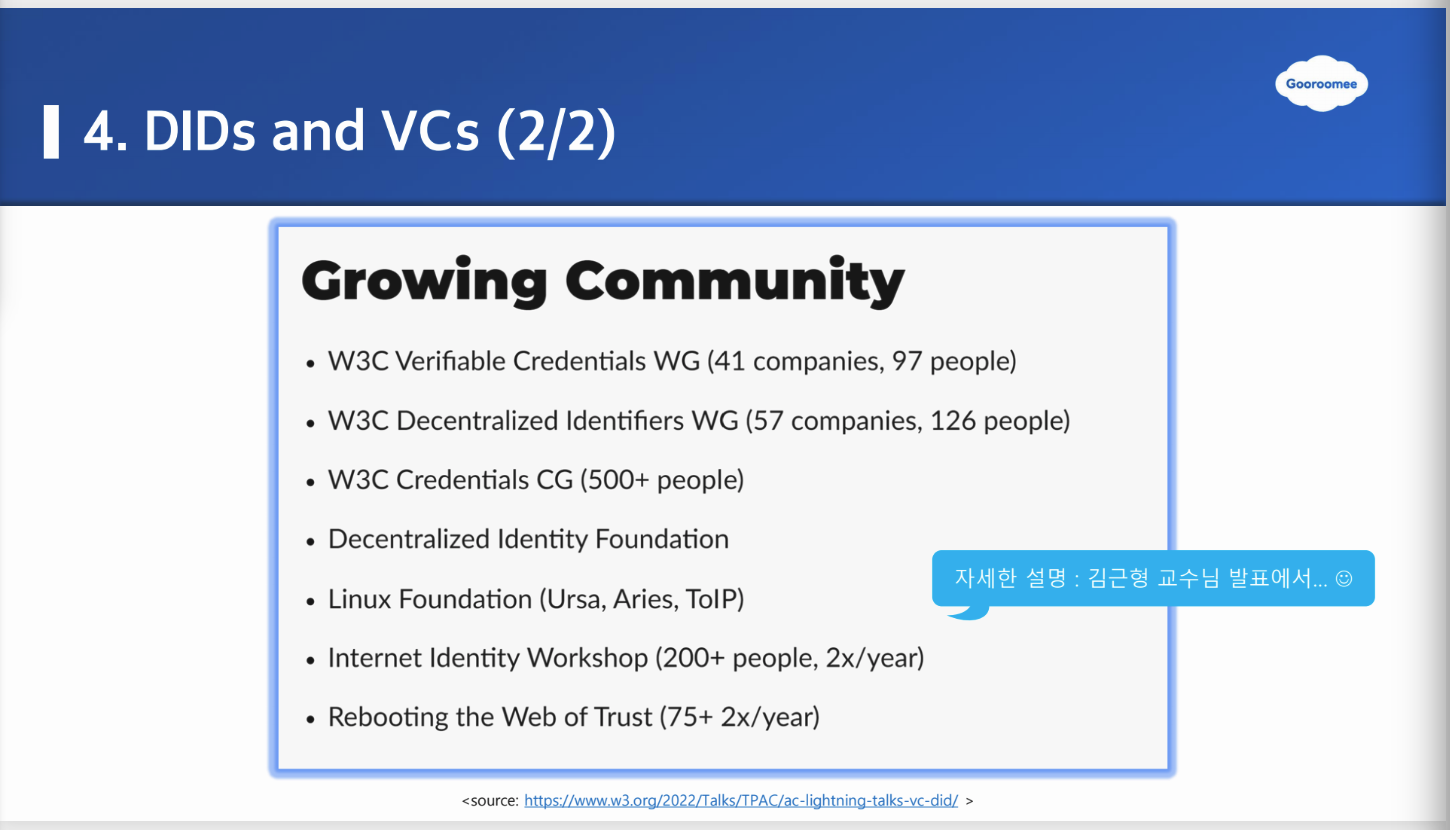 Gooroomee
4. DIDs and VCs (2/2)
Growing Community
• W3C Verifiable Credentials WG (41 companies, 97 people)
• W3C Decentralized Identifiers WG (57 companies, 126 people)
• W3C Credentials CG (500+ people)
• Decentralized Identity Foundation
자세한 설명 : 김근형 교수님 발표에서... ☺
• Linux Foundation (Ursa, Aries, ToIP)
• Internet Identity Workshop (200+ people, 2x/year)
• Rebooting the Web of Trust (75+ 2x/year)
<source: https://www.w3.org/2022/Talks/TPAC/ac-lightning-talks-vc-did/ >